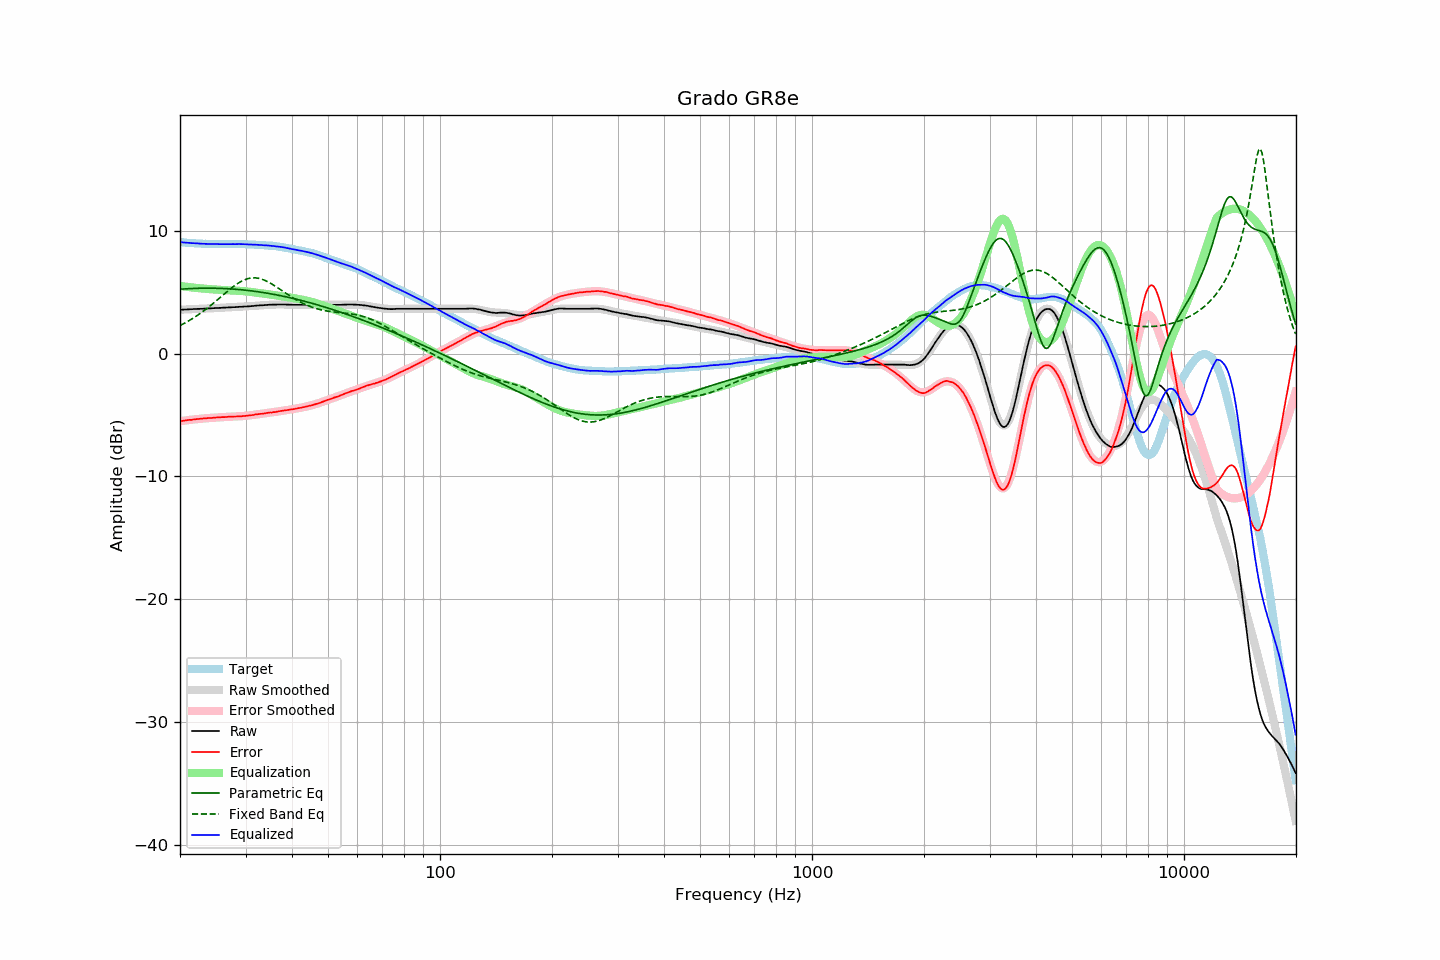 Grado GR8e
Amplitude (dBr)
10
0
−10
−20
−30
−40
Target
Raw Smoothed
Error Smoothed
Raw
Error
Equalization
Parametric Eq
Fixed Band Eq
Equalized
100
1000
10000
Frequency (Hz)